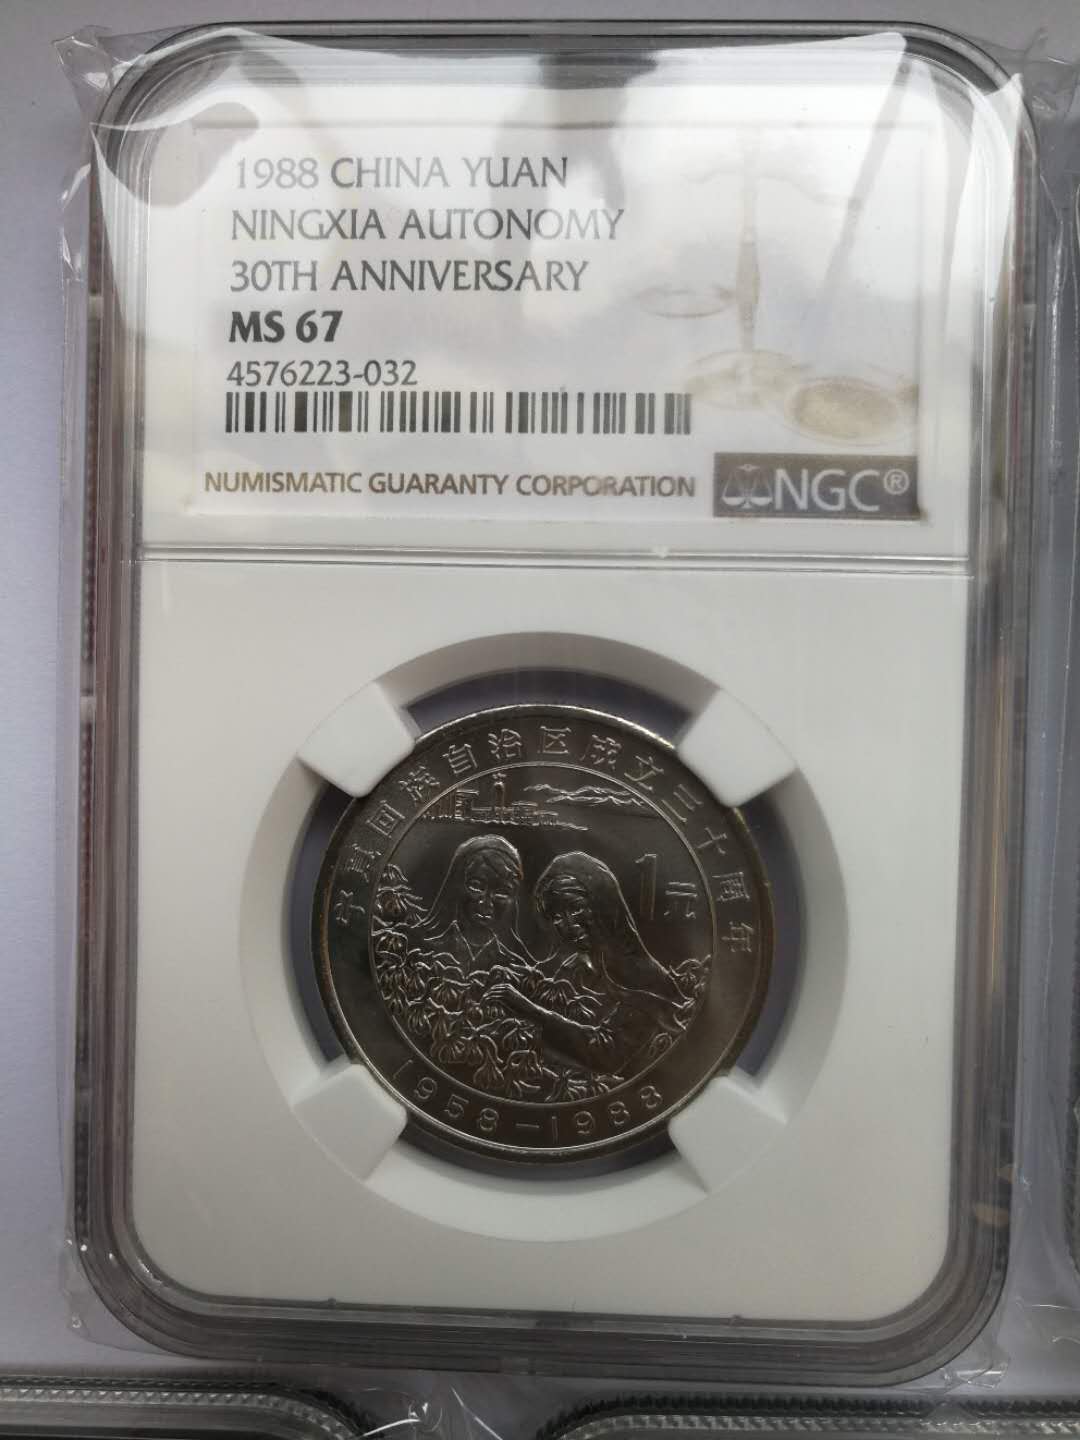 1988 CHINA YUAN
NINGXIA AUTONOMY
30TH ANNIVERSARY
MS 67
4576223-032
NUMISMATIC GUARANTY CORPORATION
NGC®
宁夏回族自治区成立三十周年
1元
1958-1988